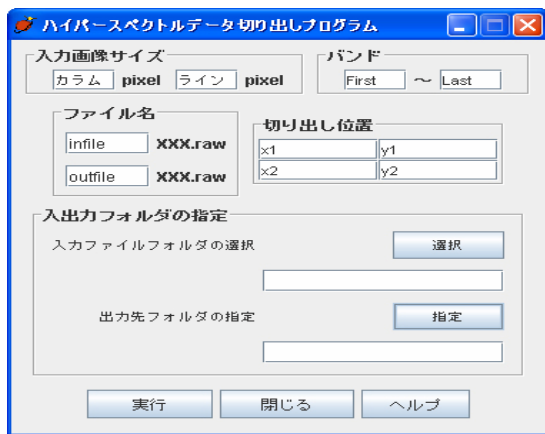 ハイパースペクトルデータ切り出しプログラム
入力画像サイズ
カラム pixel ライン pixel
バンド
First ～ Last
ファイル名
infile XXX.raw
outfile XXX.raw
切り出し位置
x1 y1
x2 y2
入出力フォルダの指定
入力ファイルフォルダの選択 選択
出力先フォルダの指定 指定
実行 閉じる ヘルプ